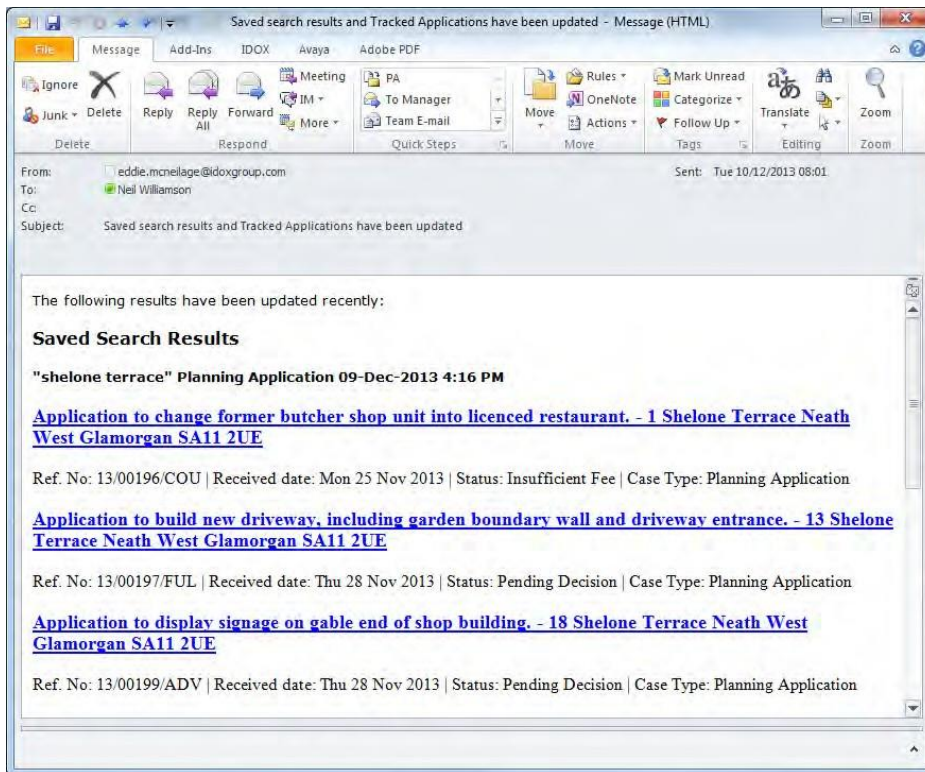 Saved search results and Tracked Applications have been updated - Message (HTML)
File Message Add-Ins IDOX Avaya Adobe PDF
Ignore
Junk
Delete
Reply
Reply All
Forward
Meeting
IM
More
PA
To Manager
Team E-mail
Move
Rules
OneNote
Actions
Mark Unread
Categorize
Follow Up
Translate
Zoom
Delete Respond Quick Steps Move Tags Editing Zoom
From: eddie.mcneilage@idoxgroup.com Sent: Tue 10/12/2013 08:01
To: Neil Williamson
Cc
Subject: Saved search results and Tracked Applications have been updated
The following results have been updated recently:
Saved Search Results
"shelone terrace" Planning Application 09-Dec-2013 4:16 PM
Application to change former butcher shop unit into licenced restaurant. - 1 Shelone Terrace Neath
West Glamorgan SA11 2UE
Ref. No: 13/00196/COU | Received date: Mon 25 Nov 2013 | Status: Insufficient Fee | Case Type: Planning Application
Application to build new driveway, including garden boundary wall and driveway entrance. - 13 Shelone
Terrace Neath West Glamorgan SA11 2UE
Ref. No: 13/00197/FUL | Received date: Thu 28 Nov 2013 | Status: Pending Decision | Case Type: Planning Application
Application to display signage on gable end of shop building. - 18 Shelone Terrace Neath West
Glamorgan SA11 2UE
Ref. No: 13/00199/ADV | Received date: Thu 28 Nov 2013 | Status: Pending Decision | Case Type: Planning Application